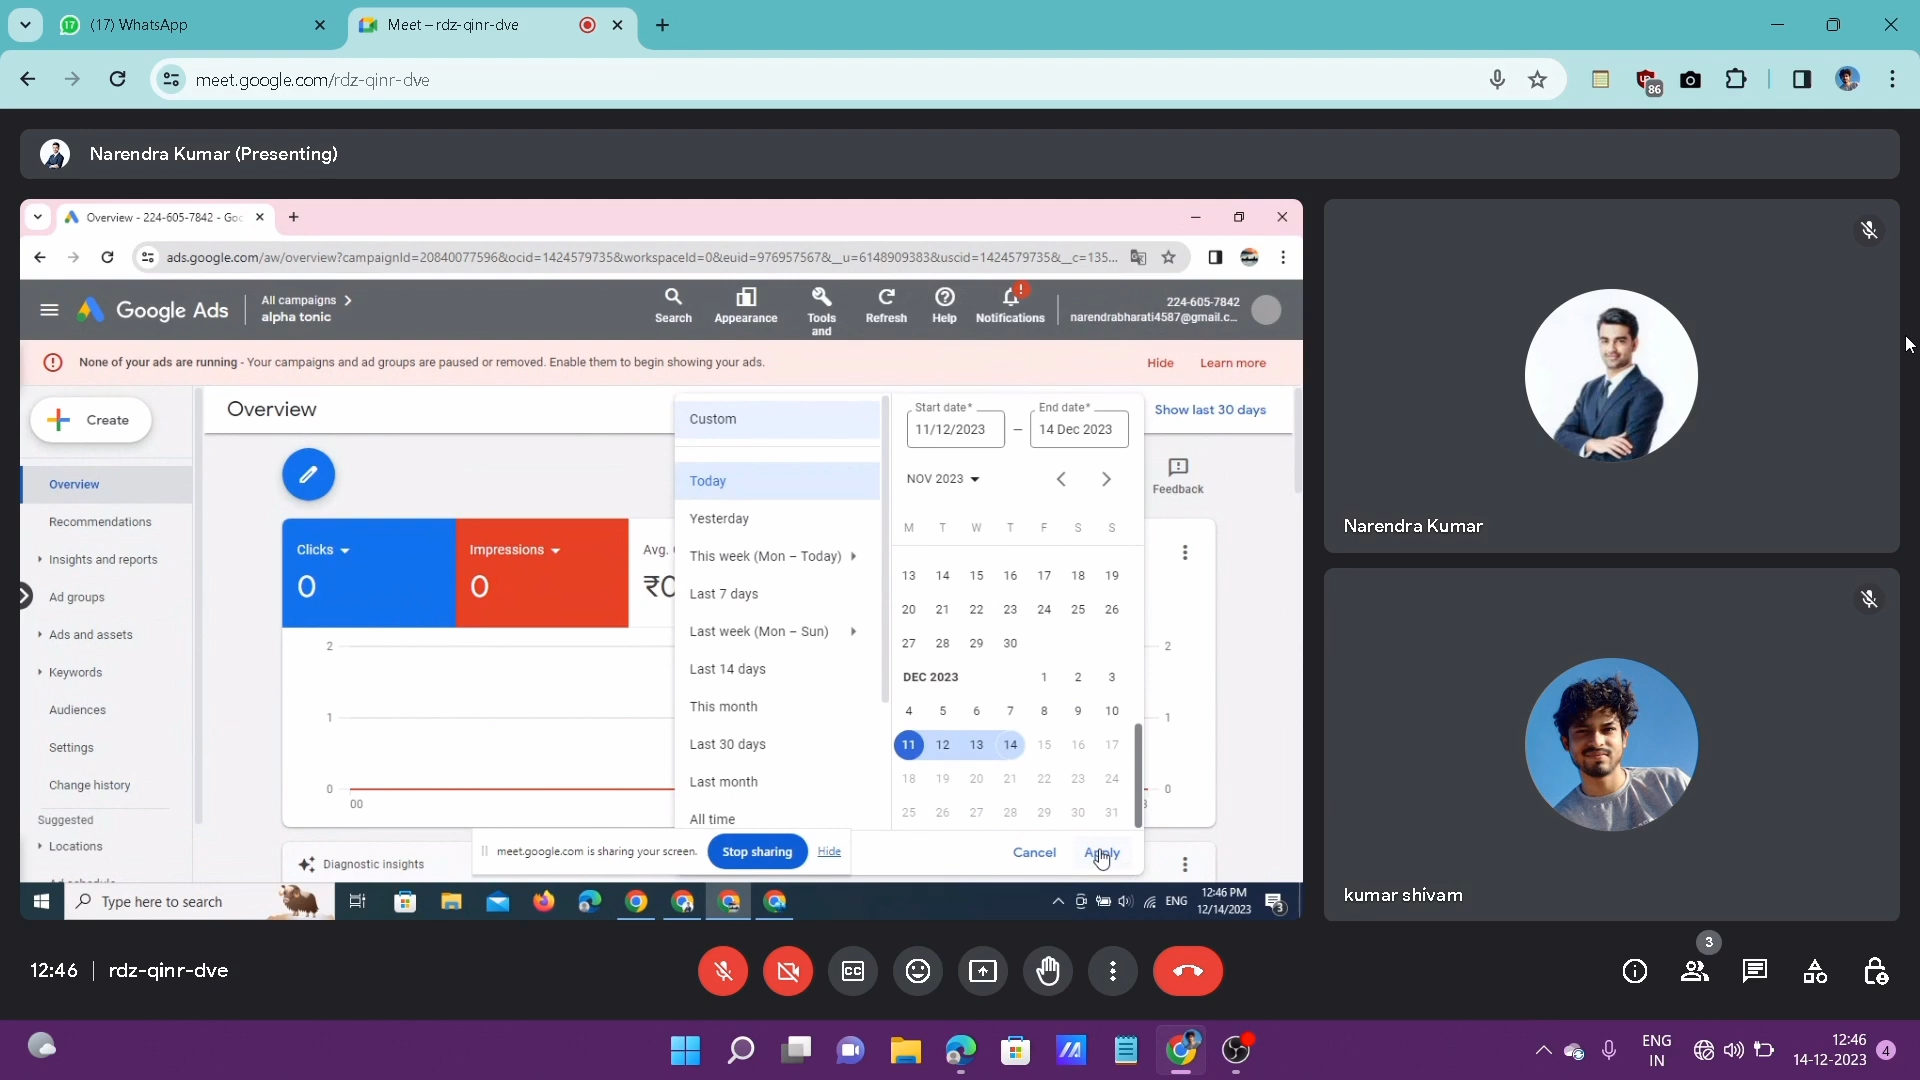 (17) WhatsApp
Meet – rdz-qinr-dve
meet.google.com/rdz-qinr-dve
86
Narendra Kumar (Presenting)
Overview - 224-605-7842 - Goo
ads.google.com/aw/overview?campaignId=20840077596&ocid=1424579735&workspaceId=0&euid=976957567&__u=6148909383&uscid=1424579735&__c=135...
Google Ads
All campaigns
alpha tonic
Search
Appearance
Tools
and
Refresh
Help
Notifications
224-605-7842
narendrabharati4587@gmail.c...
None of your ads are running - Your campaigns and ad groups are paused or removed. Enable them to begin showing your ads.
Hide
Learn more
Create
Overview
Recommendations
Insights and reports
Ad groups
Ads and assets
Keywords
Audiences
Settings
Change history
Suggested
Locations
Overview
Clicks
0
Impressions
0
Avg.
₹0
2
1
0
00
2
1
0
Diagnostic insights
Custom
Today
Yesterday
This week (Mon – Today)
Last 7 days
Last week (Mon – Sun)
Last 14 days
This month
Last 30 days
Last month
All time
Start date*
11/12/2023
–
End date*
14 Dec 2023
NOV 2023
M T W T F S S
13 14 15 16 17 18 19
20 21 22 23 24 25 26
27 28 29 30
DEC 2023 1 2 3
4 5 6 7 8 9 10
11 12 13 14 15 16 17
18 19 20 21 22 23 24
25 26 27 28 29 30 31
Cancel
Apply
Show last 30 days
Feedback
meet.google.com is sharing your screen.
Stop sharing
Hide
Type here to search
ENG
12:46 PM
12/14/2023
3
Narendra Kumar
kumar shivam
12:46 | rdz-qinr-dve
3
ENG
IN
12:46
14-12-2023
4